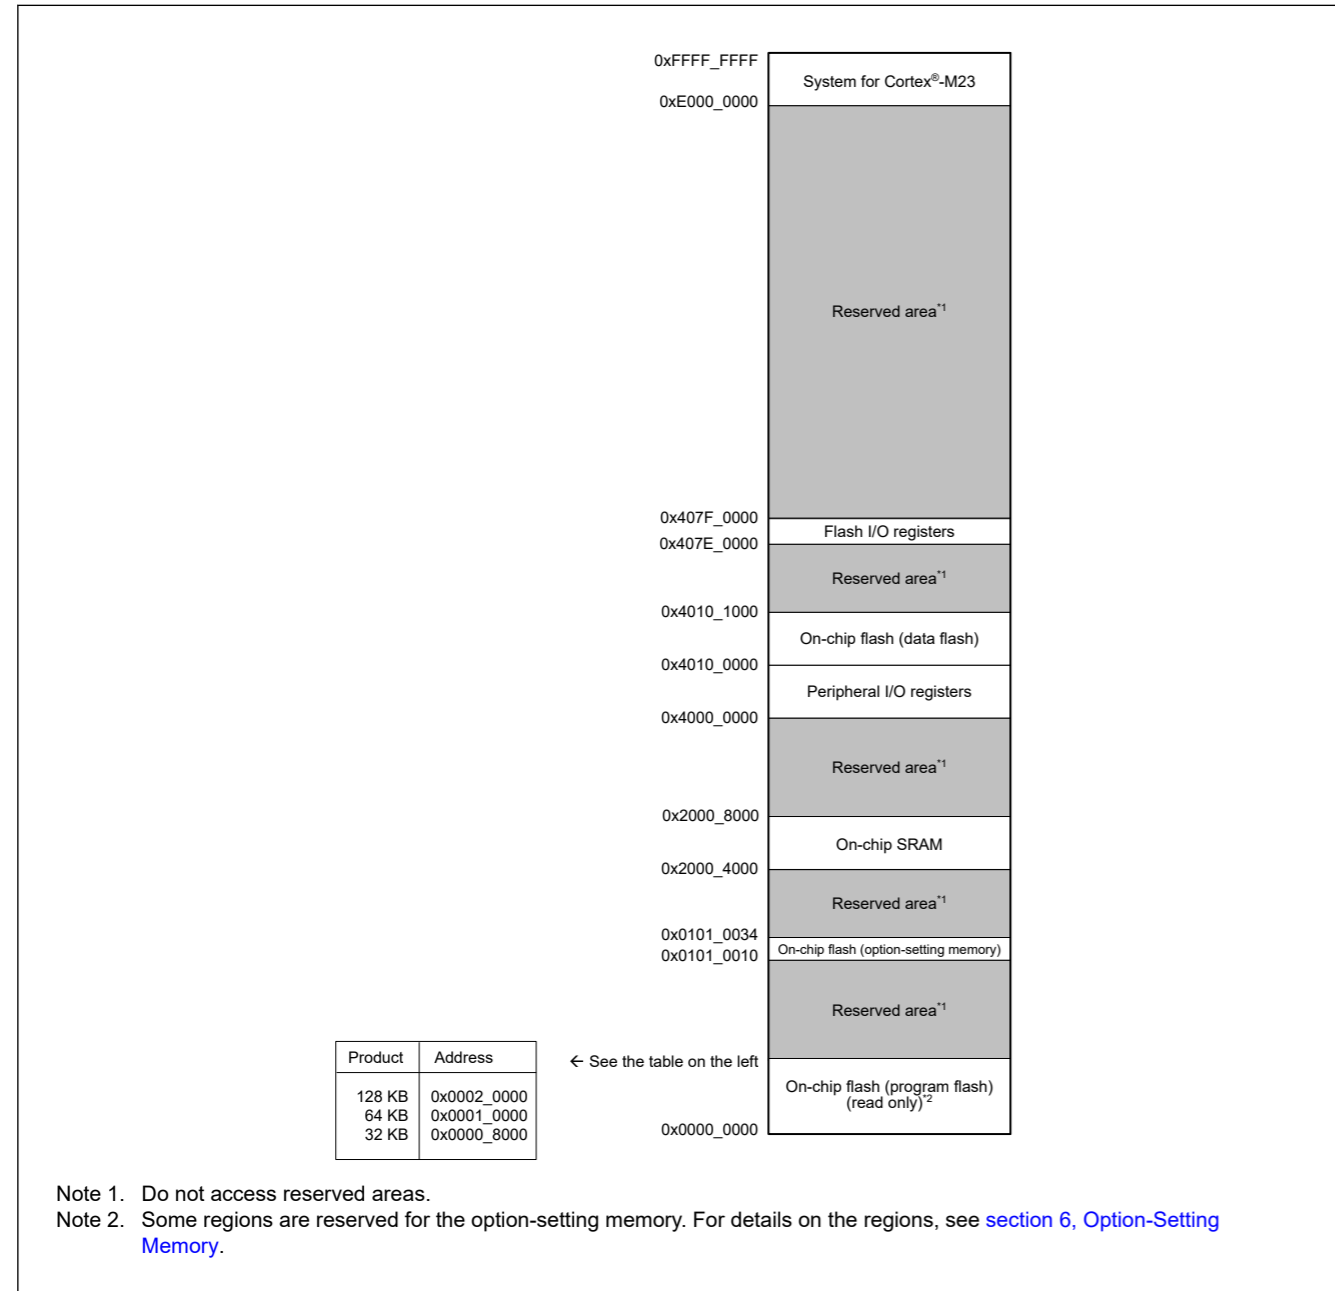 0xFFFF_FFFF
System for Cortex®-M23
0xE000_0000
Reserved area*1
0x407F_0000
Flash I/O registers
0x407E_0000
Reserved area*1
0x4010_1000
On-chip flash (data flash)
0x4010_0000
Peripheral I/O registers
0x4000_0000
Reserved area*1
0x2000_8000
On-chip SRAM
0x2000_4000
Reserved area*1
0x0101_0034
On-chip flash (option-setting memory)
0x0101_0010
Reserved area*1
Product Address
← See the table on the left
128 KB 0x0002_0000
64 KB 0x0001_0000
32 KB 0x0000_8000
On-chip flash (program flash)
(read only)*2
0x0000_0000
Note 1. Do not access reserved areas.
Note 2. Some regions are reserved for the option-setting memory. For details on the regions, see section 6, Option-Setting
Memory.